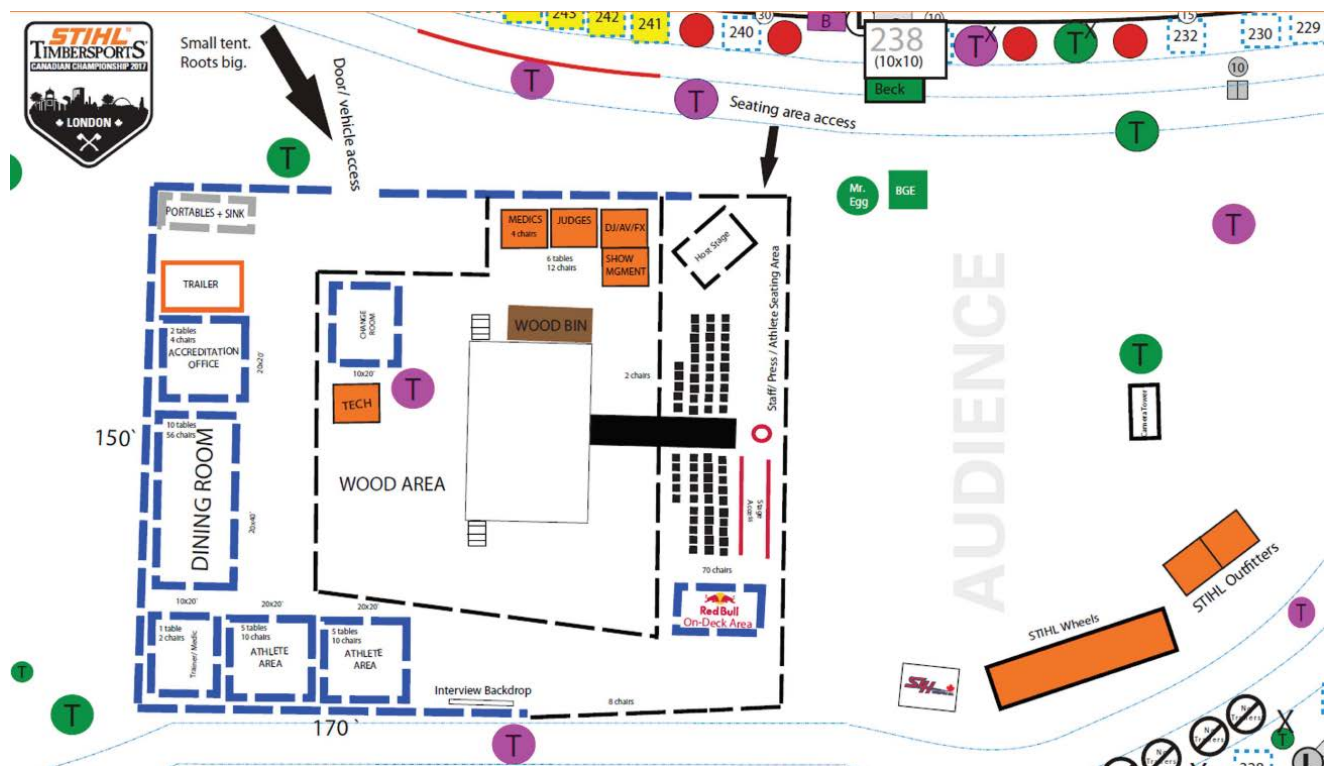 STIHL
TIMBERSPORTS®
CANADIAN CHAMPIONSHIP 2017
LONDON
Small tent.
Roots big.
Door/ vehicle access
243
242
241
240
30
B
10
238
(10x10)
Beck
T
T
X
T
X
15
232
230
229
10
T
T
Seating area access
T
T
Mr.
Egg
BGE
T
PORTABLES + SINK
MEDICS
4 chairs
JUDGES
DJ/AV/FX
6 tables
12 chairs
SHOW
MGMENT
Host Stage
Staff/ Press / Athlete Seating Area
TRAILER
CHANGE
ROOM
10x20'
WOOD BIN
2 tables
4 chairs
ACCREDITATION
OFFICE
20x20'
TECH
T
2 chairs
AUDIENCE
T
Camera Tower
150`
10 tables
56 chairs
DINING ROOM
20x40'
WOOD AREA
Stage
Access
70 chairs
Red Bull
On-Deck Area
STIHL Outfitters
STIHL Wheels
T
10x20'
20x20'
20x20'
1 table
2 chairs
Trainer/ Medic
5 tables
10 chairs
ATHLETE
AREA
5 tables
10 chairs
ATHLETE
AREA
Interview Backdrop
8 chairs
T
T
170`
T
No
Trailers
No
Trailers
No
Trailers
X
T
X
L